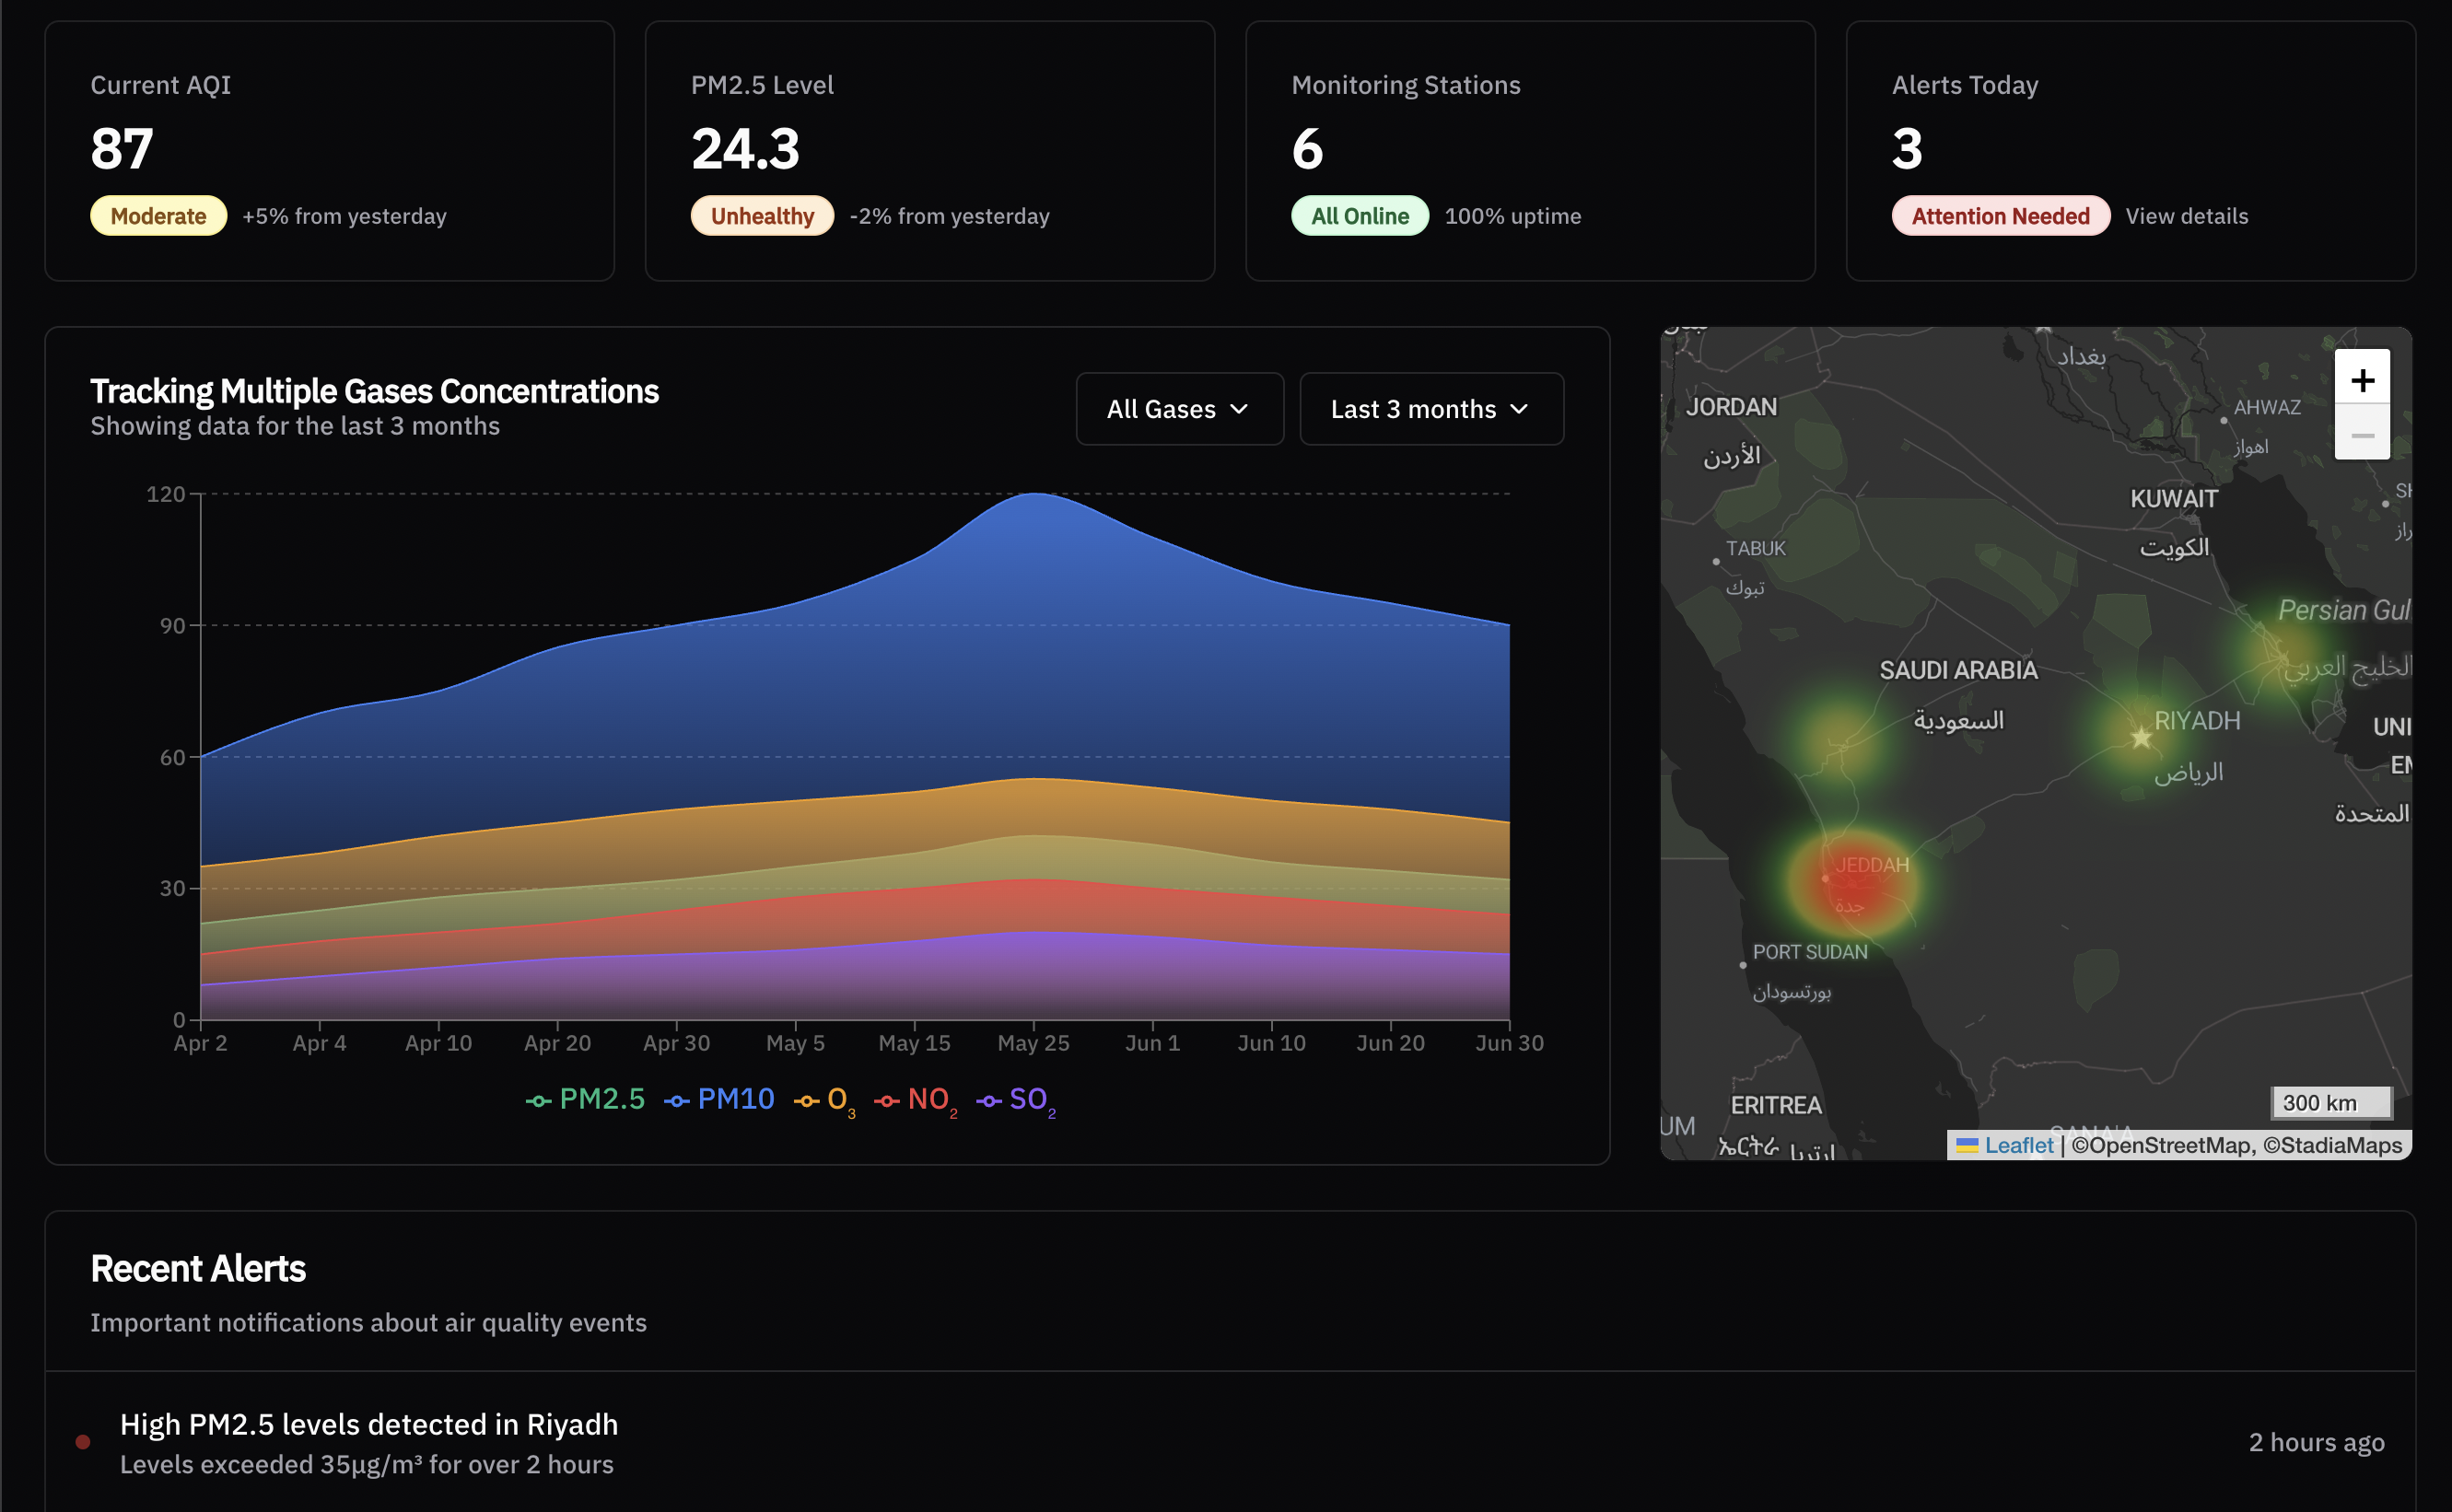 Current AQI
87
Moderate +5% from yesterday
PM2.5 Level
24.3
Unhealthy -2% from yesterday
Monitoring Stations
6
All Online 100% uptime
Alerts Today
3
Attention Needed View details
Tracking Multiple Gases Concentrations
Showing data for the last 3 months
All Gases
Last 3 months
120
90
60
30
0
Apr 2 Apr 4 Apr 10 Apr 20 Apr 30 May 5 May 15 May 25 Jun 1 Jun 10 Jun 20 Jun 30
PM2.5 PM10 O₃ NO₂ SO₂
بغداد
JORDAN
الأردن
AHWAZ
اهواز
+
−
KUWAIT
الكويت
TABUK
تبوك
Persian Gul
الخليج العربي
SAUDI ARABIA
السعودية
RIYADH
الرياض
UNI
EM
المتحدة
JEDDAH
جدة
PORT SUDAN
بورتسودان
ERITREA
ኤርትራ إرتريا
UM
SANA'A
300 km
Leaflet | ©OpenStreetMap, ©StadiaMaps
Recent Alerts
Important notifications about air quality events
High PM2.5 levels detected in Riyadh
Levels exceeded 35µg/m³ for over 2 hours
2 hours ago